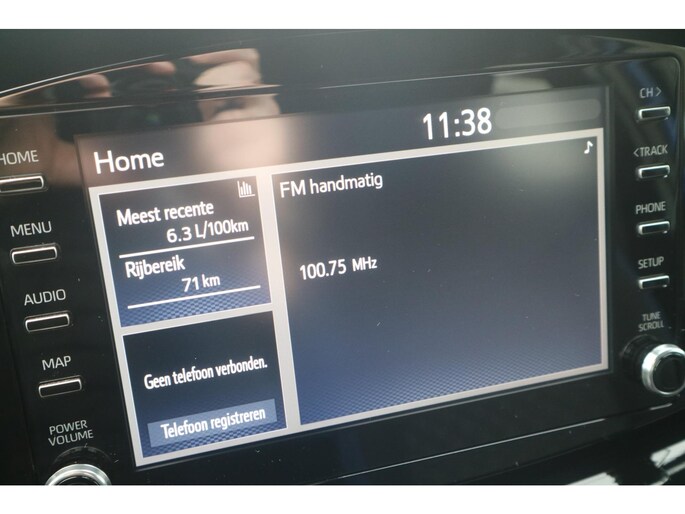 11:38
Home
Meest recente
6.3 L/100km
Rijbereik
71 km
Geen telefoon verbonden.
Telefoon registreren
FM handmatig
100.75 MHz
HOME
MENU
AUDIO
MAP
POWER
VOLUME
CH >
< TRACK
PHONE
SETUP
TUNE
SCROLL